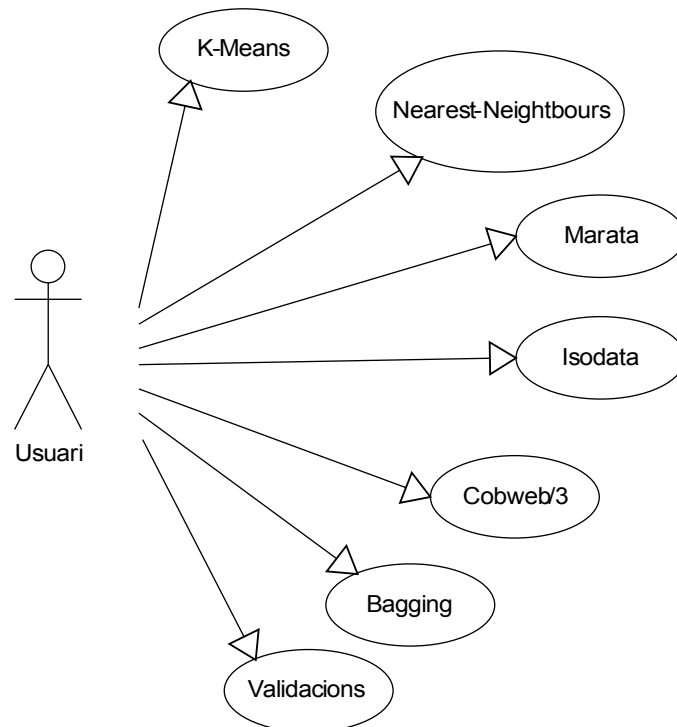 K-Means
Nearest-Neightbours
Marata
Isodata
Usuari
Cobweb/3
Bagging
Validacions